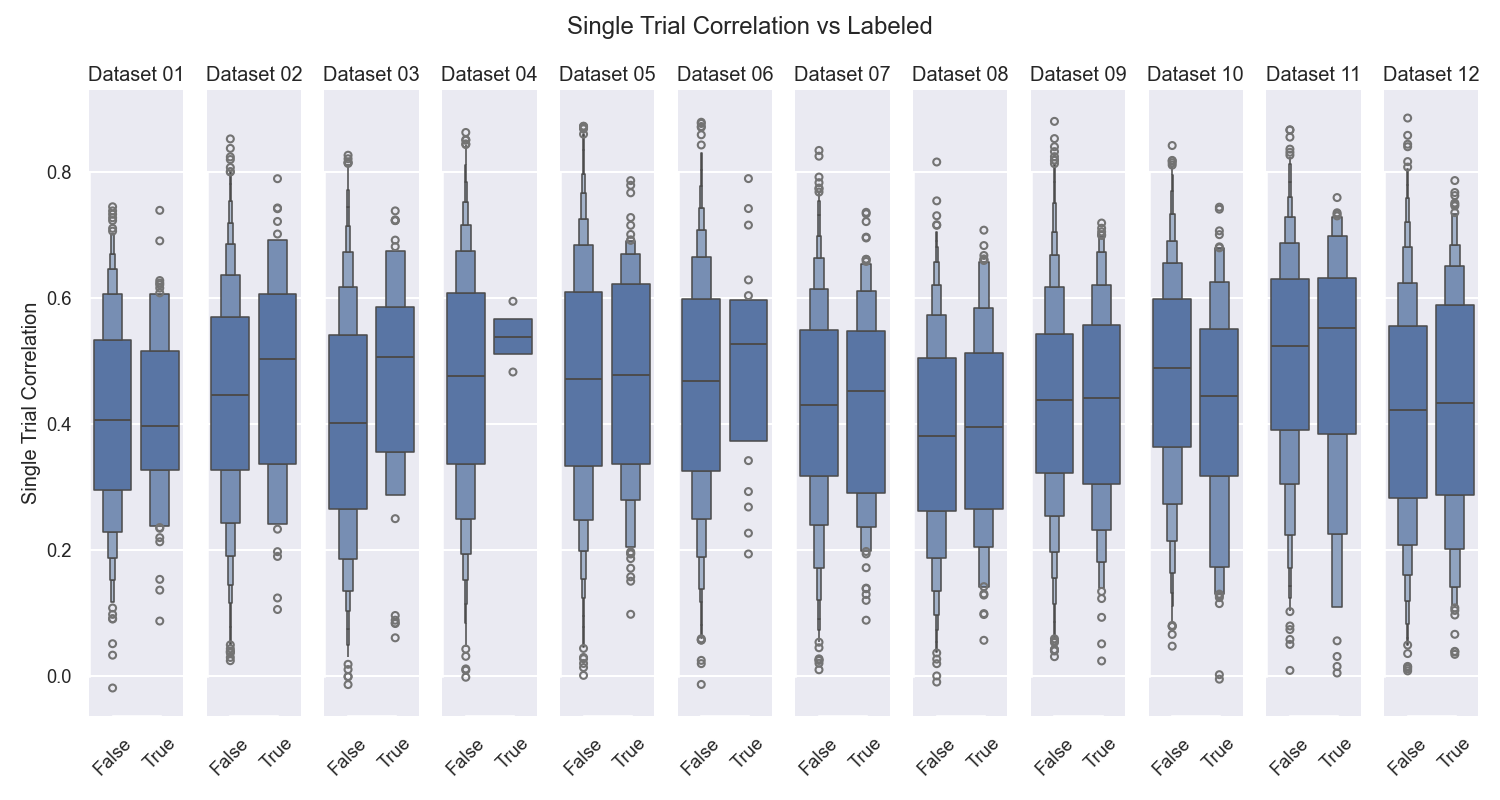 Single Trial Correlation vs Labeled
Dataset 01 Dataset 02 Dataset 03 Dataset 04 Dataset 05 Dataset 06 Dataset 07 Dataset 08 Dataset 09 Dataset 10 Dataset 11 Dataset 12
Single Trial Correlation
0.8
0.6
0.4
0.2
0.0
False True False True False True False True False True False True False True False True False True False True False True False True